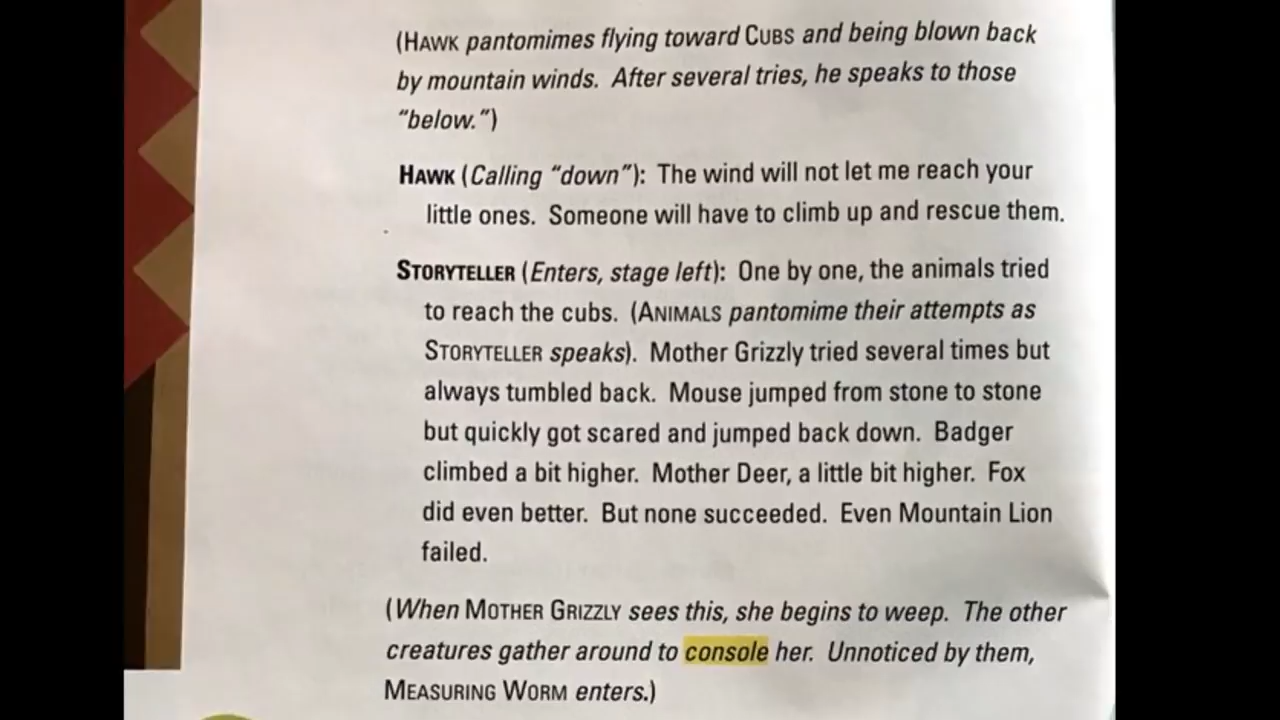 (HAWK pantomimes flying toward CUBS and being blown back
by mountain winds. After several tries, he speaks to those
“below.”)
HAWK (Calling “down”): The wind will not let me reach your
little ones. Someone will have to climb up and rescue them.
STORYTELLER (Enters, stage left): One by one, the animals tried
to reach the cubs. (ANIMALS pantomime their attempts as
STORYTELLER speaks). Mother Grizzly tried several times but
always tumbled back. Mouse jumped from stone to stone
but quickly got scared and jumped back down. Badger
climbed a bit higher. Mother Deer, a little bit higher. Fox
did even better. But none succeeded. Even Mountain Lion
failed.
(When MOTHER GRIZZLY sees this, she begins to weep. The other
creatures gather around to console her. Unnoticed by them,
MEASURING WORM enters.)